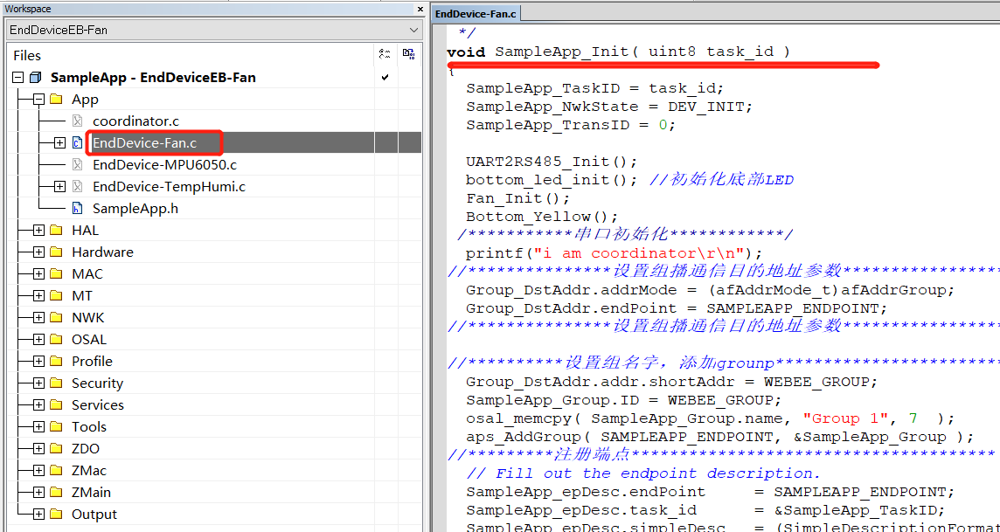 Workspace
EndDeviceEB-Fan
Files
SampleApp - EndDeviceEB-Fan
App
coordinator.c
EndDevice-Fan.c
EndDevice-MPU6050.c
EndDevice-TempHumi.c
SampleApp.h
HAL
Hardware
MAC
MT
NWK
OSAL
Profile
Security
Services
Tools
ZDO
ZMac
ZMain
Output
EndDevice-Fan.c
*/
void SampleApp_Init( uint8 task_id )
{
SampleApp_TaskID = task_id;
SampleApp_NwkState = DEV_INIT;
SampleApp_TransID = 0;
UART2RS485_Init();
bottom_led_init(); //初始化底部LED
Fan_Init();
Bottom_Yellow();
/***********串口初始化************/
printf("i am coordinator\r\n");
//***************设置组播通信目的地址参数*****************
Group_DstAddr.addrMode = (afAddrMode_t)afAddrGroup;
Group_DstAddr.endPoint = SAMPLEAPP_ENDPOINT;
//***************设置组播通信目的地址参数*****************
//**********设置组名字，添加grounp************************
Group_DstAddr.addr.shortAddr = WEBEE_GROUP;
SampleApp_Group.ID = WEBEE_GROUP;
osal_memcpy( SampleApp_Group.name, "Group 1", 7  );
aps_AddGroup( SAMPLEAPP_ENDPOINT, &SampleApp_Group );
//*********注册端点**************************************
// Fill out the endpoint description.
SampleApp_epDesc.endPoint     = SAMPLEAPP_ENDPOINT;
SampleApp_epDesc.task_id      = &SampleApp_TaskID;
SampleApp_epDesc.simpleDesc   = (SimpleDescriptionFormat